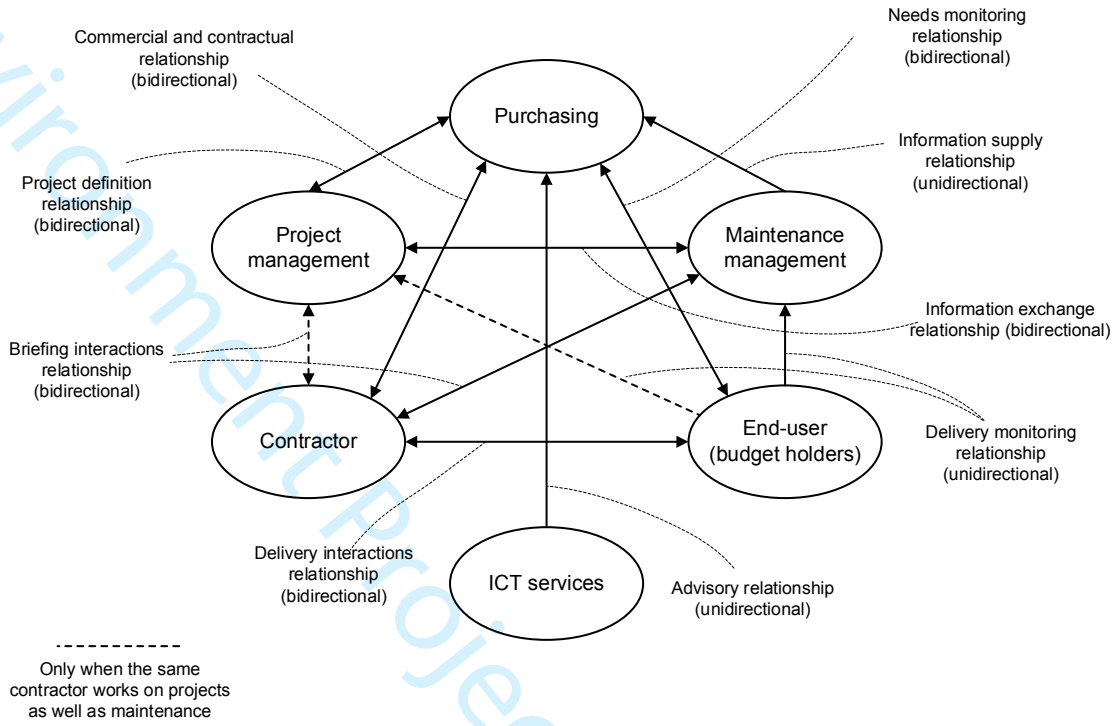 Commercial and contractual
relationship
(bidirectional)
Needs monitoring
relationship
(bidirectional)
Purchasing
Information supply
relationship
(unidirectional)
Project definition
relationship
(bidirectional)
Project
management
Maintenance
management
Information exchange
relationship (bidirectional)
Briefing interactions
relationship
(bidirectional)
Contractor
End-user
(budget holders)
Delivery monitoring
relationship
(unidirectional)
Delivery interactions
relationship
(bidirectional)
ICT services
Advisory relationship
(unidirectional)
Only when the same
contractor works on projects
as well as maintenance